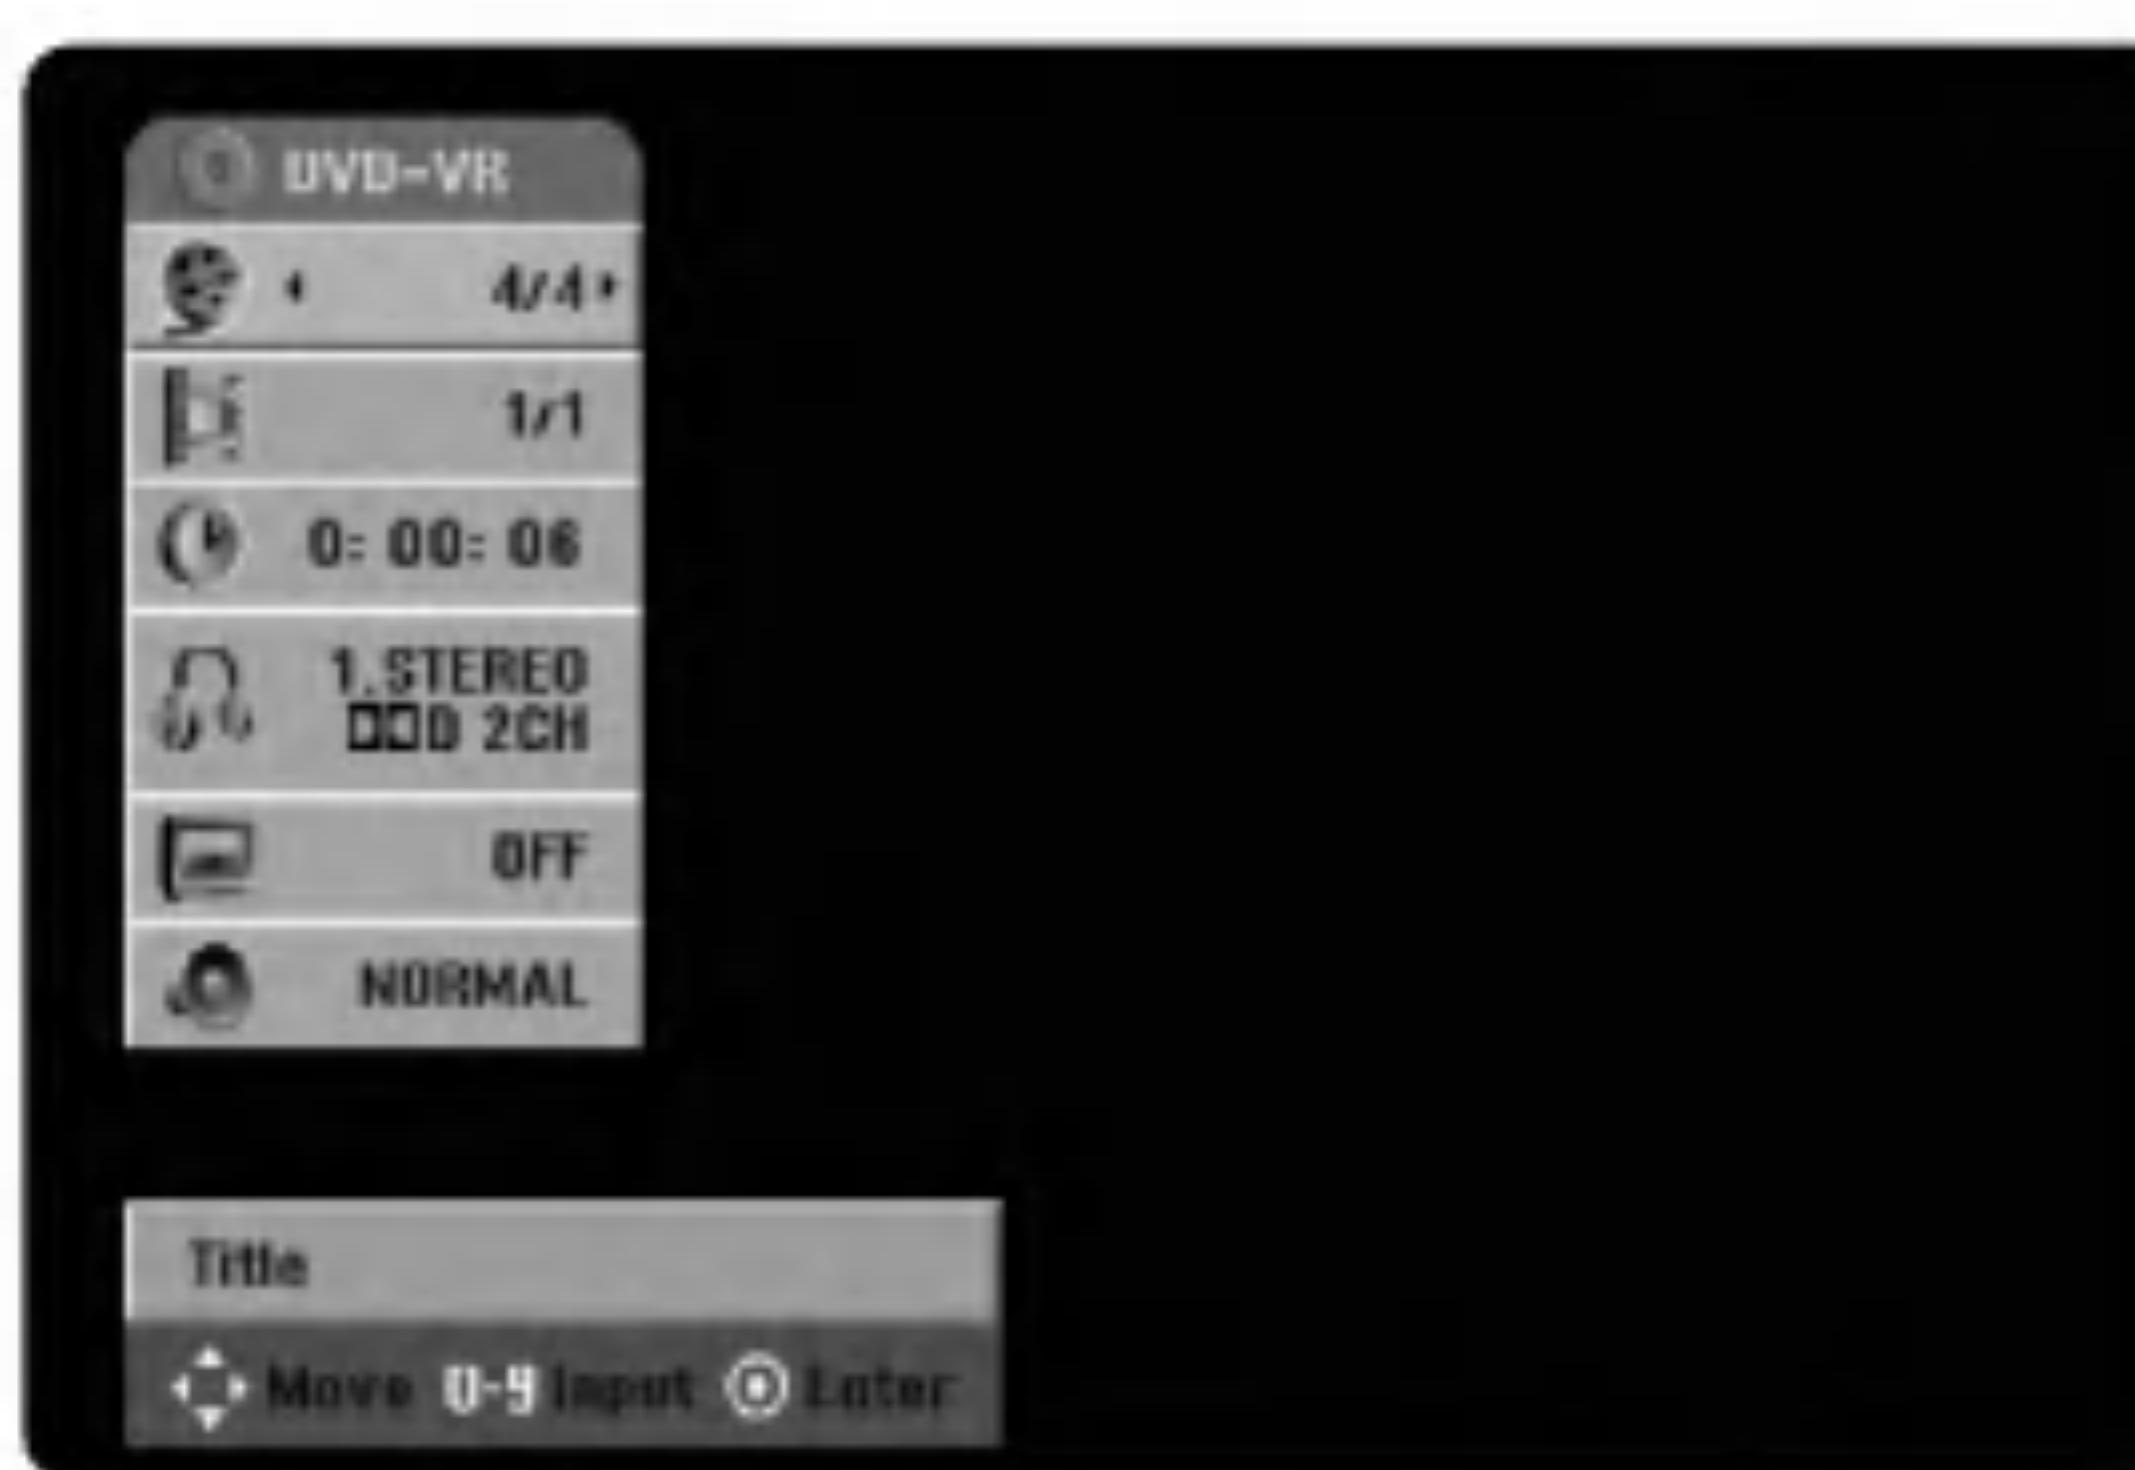 DVD-VR
4/4
1/1
0: 00: 06
1.STEREO
D 2CH
OFF
NORMAL
Title
Move 0-9 Input Enter